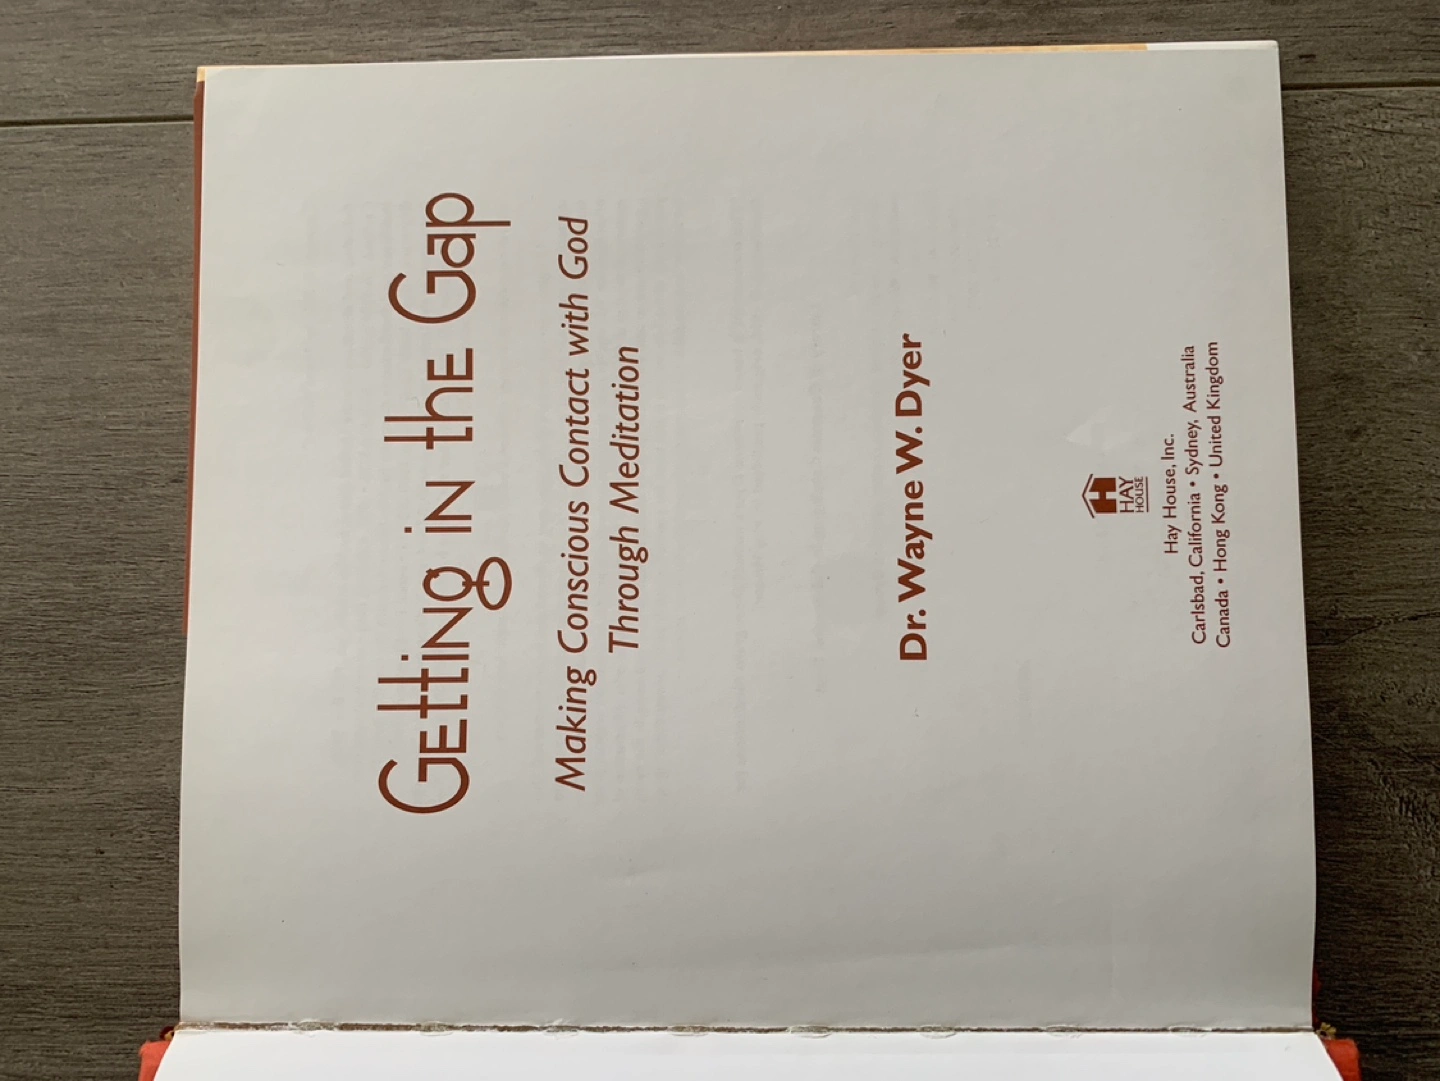 Getting in the Gap
Making Conscious Contact with God
Through Meditation
Dr. Wayne W. Dyer
HAY
HOUSE
Hay House, Inc.
Carlsbad, California • Sydney, Australia
Canada • Hong Kong • United Kingdom